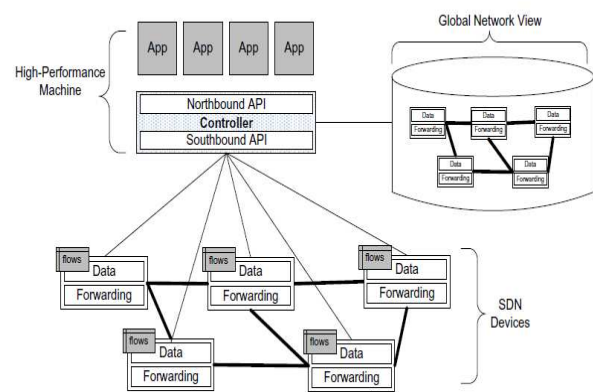 Global Network View
App App App App
High-Performance
Machine
Northbound API
Controller
Southbound API
Data Data Data
Forwarding Forwarding Forwarding
Data Data
Forwarding Forwarding
flows flows flows
Data Data Data
Forwarding Forwarding Forwarding
SDN
Devices
flows flows
Data Data
Forwarding Forwarding